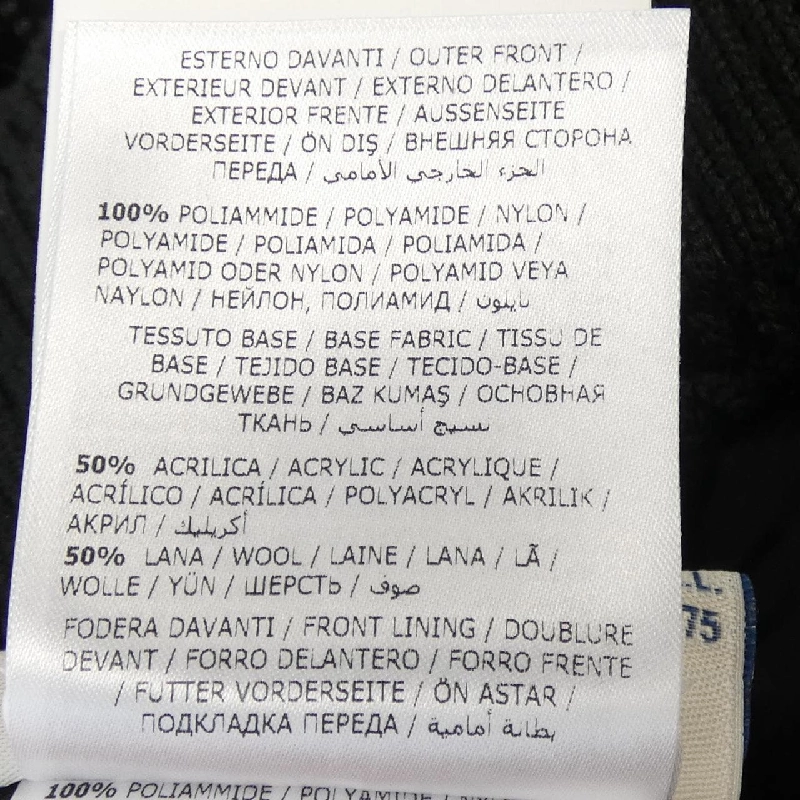 ESTERNO DAVANTI / OUTER FRONT /
EXTERIEUR DEVANT / EXTERNO DELANTERO /
EXTERIOR FRENTE / AUSSENSEITE
VORDERSEITE / ÖN DIŞ / ВНЕШНЯЯ СТОРОНА
ПЕРЕДА / الجزء الخارجي الأمامي
100% POLIAMMIDE / POLYAMIDE / NYLON /
POLYAMIDE / POLIAMIDA / POLIAMIDA /
POLYAMID ODER NYLON / POLYAMID VEYA
NAYLON / НЕЙЛОН, ПОЛИАМИД / نايلون
TESSUTO BASE / BASE FABRIC / TISSU DE
BASE / TEJIDO BASE / TECIDO-BASE /
GRUNDGEWEBE / BAZ KUMAŞ / ОСНОВНАЯ
ТКАНЬ / نسيج أساسي
50% ACRILICA / ACRYLIC / ACRYLIQUE /
ACRÍLICO / ACRÍLICA / POLYACRYL / AKRILIK /
АКРИЛ / أكريليك
50% LANA / WOOL / LAINE / LANA / LÃ /
WOLLE / YÜN / ШЕРСТЬ / صوف
FODERA DAVANTI / FRONT LINING / DOUBLURE
DEVANT / FORRO DELANTERO / FORRO FRENTE
/ FUTTER VORDERSEITE / ÖN ASTAR /
ПОДКЛАДКА ПЕРЕДА / بطانة أمامية
100% POLIAMMIDE / POLYAMIDE /
75